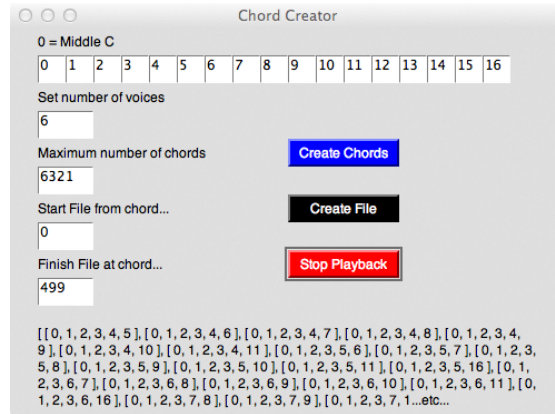 Chord Creator
0 = Middle C
0 1 2 3 4 5 6 7 8 9 10 11 12 13 14 15 16
Set number of voices
6
Maximum number of chords
Create Chords
6321
Start File from chord...
Create File
0
Finish File at chord...
Stop Playback
499
[ [ 0, 1, 2, 3, 4, 5 ], [ 0, 1, 2, 3, 4, 6 ], [ 0, 1, 2, 3, 4, 7 ], [ 0, 1, 2, 3, 4, 8 ], [ 0, 1, 2, 3, 4,
9 ], [ 0, 1, 2, 3, 4, 10 ], [ 0, 1, 2, 3, 4, 11 ], [ 0, 1, 2, 3, 5, 6 ], [ 0, 1, 2, 3, 5, 7 ], [ 0, 1, 2, 3,
5, 8 ], [ 0, 1, 2, 3, 5, 9 ], [ 0, 1, 2, 3, 5, 10 ], [ 0, 1, 2, 3, 5, 11 ], [ 0, 1, 2, 3, 5, 16 ], [ 0, 1,
2, 3, 6, 7 ], [ 0, 1, 2, 3, 6, 8 ], [ 0, 1, 2, 3, 6, 9 ], [ 0, 1, 2, 3, 6, 10 ], [ 0, 1, 2, 3, 6, 11 ], [ 0,
1, 2, 3, 6, 16 ], [ 0, 1, 2, 3, 7, 8 ], [ 0, 1, 2, 3, 7, 9 ], [ 0, 1, 2, 3, 7, 1...etc...